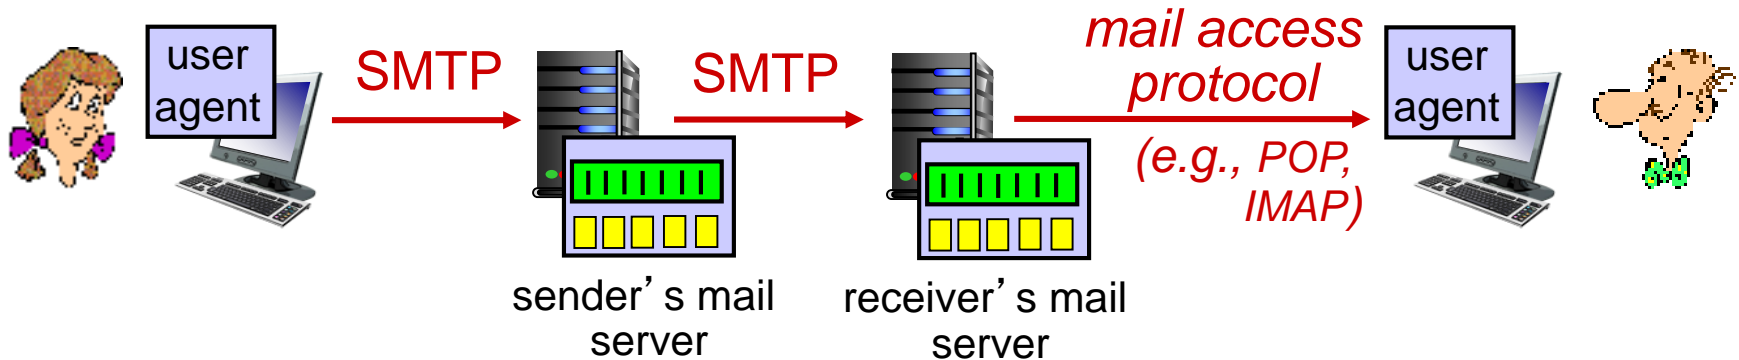 user
agent
SMTP
SMTP
mail access
protocol
(e.g., POP,
IMAP)
user
agent
sender’s mail
server
receiver’s mail
server